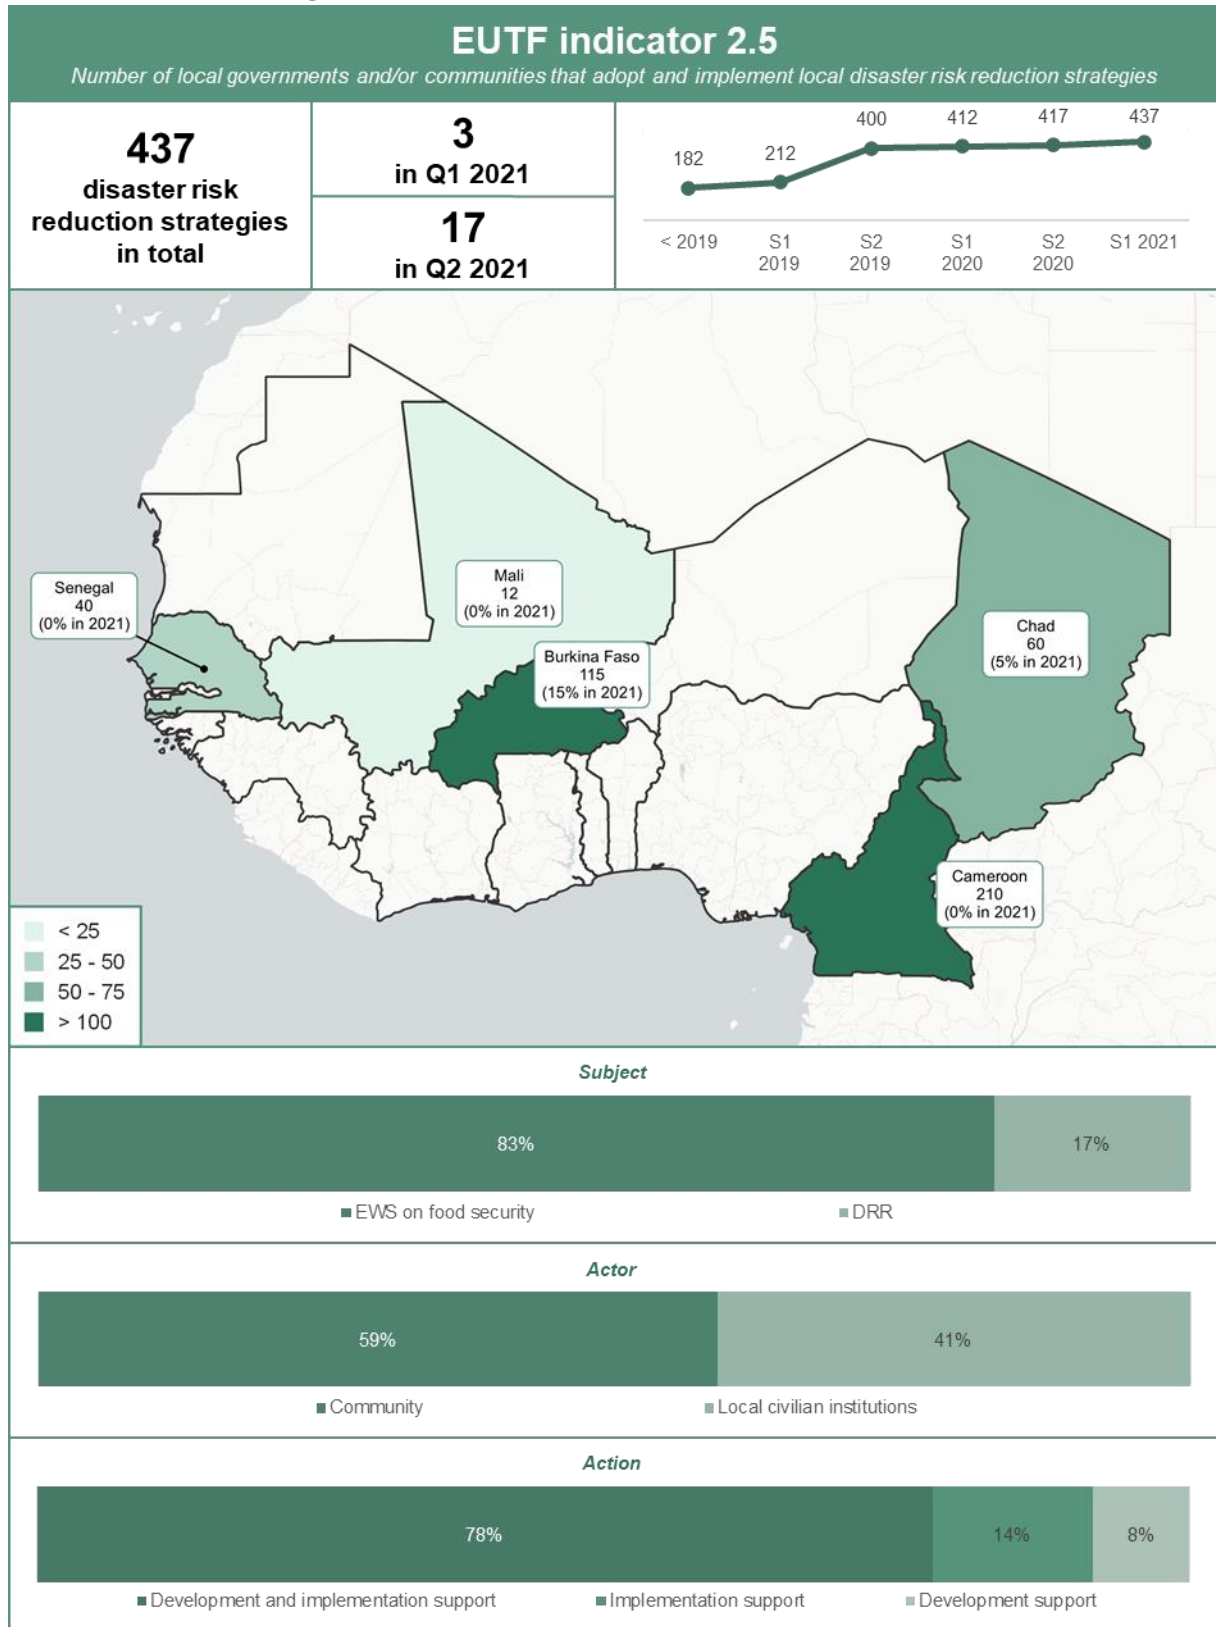 EUTF indicator 2.5
Number of local governments and/or communities that adopt and implement local disaster risk reduction strategies
437
disaster risk
reduction strategies
in total
3
in Q1 2021
17
in Q2 2021
182
212
400
412
417
437
< 2019
S1
2019
S2
2019
S1
2020
S2
2020
S1 2021
Senegal
40
(0% in 2021)
Mali
12
(0% in 2021)
Burkina Faso
115
(15% in 2021)
Chad
60
(5% in 2021)
Cameroon
210
(0% in 2021)
< 25
25 - 50
50 - 75
> 100
Subject
83%
17%
EWS on food security
DRR
Actor
59%
41%
Community
Local civilian institutions
Action
78%
14%
8%
Development and implementation support
Implementation support
Development support